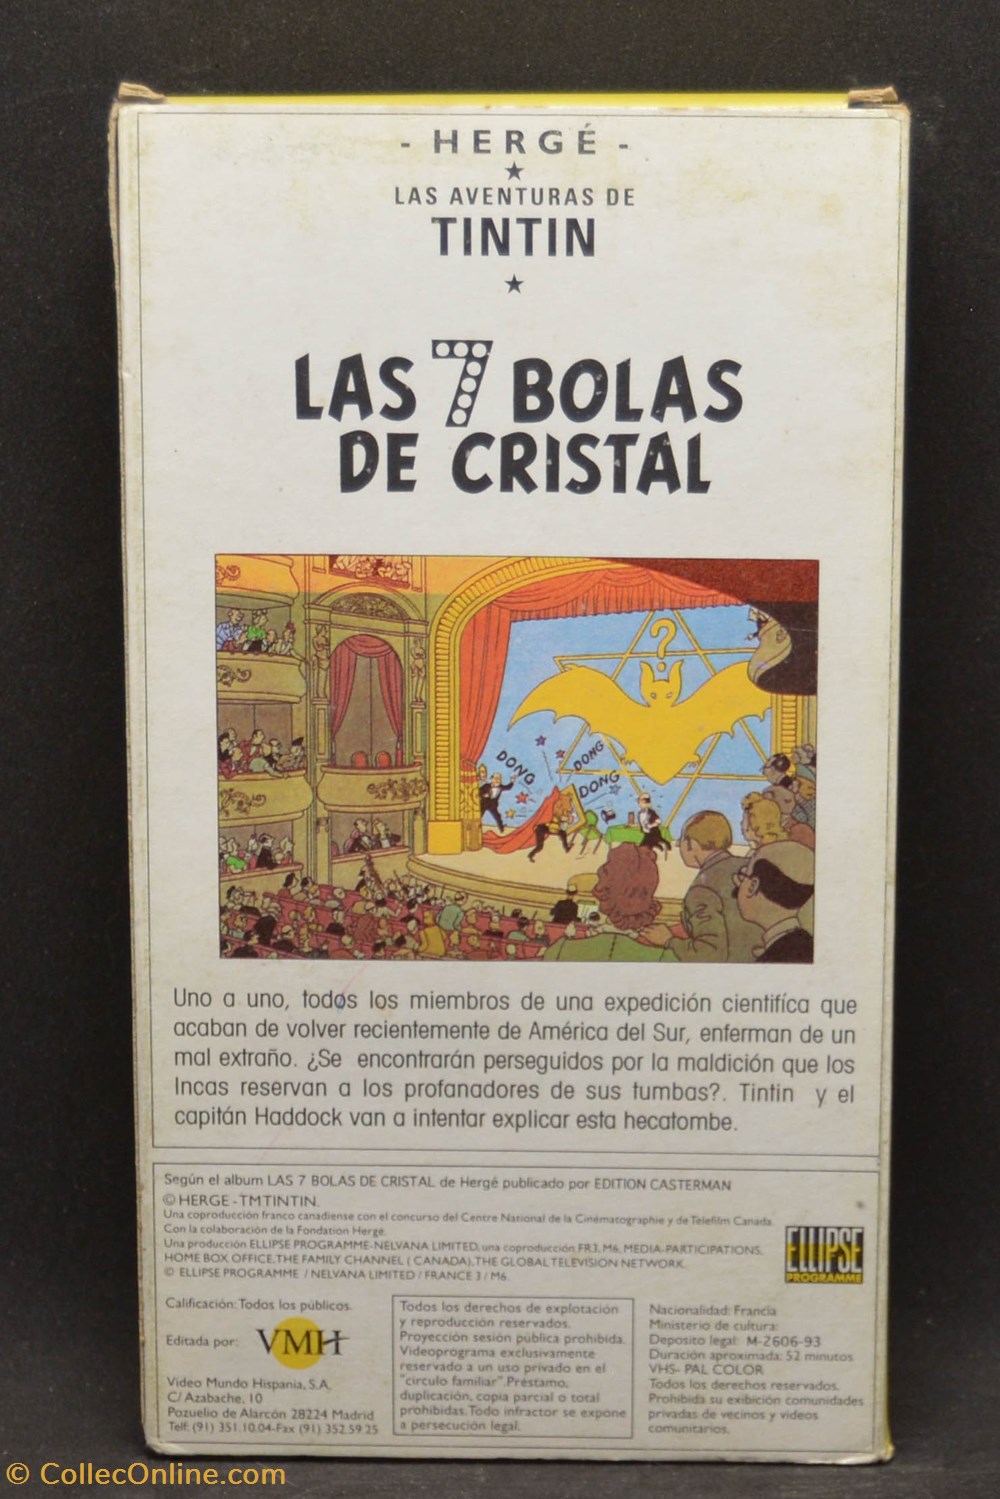 - HERGÉ -
LAS AVENTURAS DE
TINTIN
LAS 7 BOLAS
DE CRISTAL
?
DONG
DONG
DONG
Uno a uno, todos los miembros de una expedición cientifíca que
acaban de volver recientemente de América del Sur, enferman de un
mal extraño. ¿Se encontrarán perseguidos por la maldición que los
Incas reservan a los profanadores de sus tumbas?. Tintin y el
capitán Haddock van a intentar explicar esta hecatombe.
Según el album LAS 7 BOLAS DE CRISTAL de Hergé publicado por EDITION CASTERMAN
© HERGE - TMTINTIN.
Una coproducción franco canadiense con el concurso del Centre National de la Cinématographie y de Telefilm Canada.
Con la colaboración de la Fondation Hergé.
Una producción ELLIPSE PROGRAMME-NELVANA LIMITED, una coproducción FR3, M6, MEDIA-PARTICIPATIONS,
HOME BOX OFFICE, THE FAMILY CHANNEL ( CANADA), THE GLOBAL TELEVISION NETWORK.
© ELLIPSE PROGRAMME / NELVANA LIMITED / FRANCE 3 / M6.
ELLIPSE
PROGRAMME
Calificación: Todos los públicos.
Editada por: VMH
Video Mundo Hispania, S.A.
C/ Azabache, 10
Pozuelo de Alarcón 28224 Madrid
Telf: (91) 351.10.04-Fax (91) 352.59.25
Todos los derechos de explotación
y reproducción reservados.
Proyección sesión pública prohibida.
Videoprograma exclusivamente
reservado a un uso privado en el
"circulo familiar". Préstamo,
duplicación, copia parcial o total
prohibidas. Todo infractor se expone
a persecución legal.
Nacionalidad: Francia
Ministerio de cultura:
Deposito legal: M-2606-93
Duración aproximada: 52 minutos
VHS- PAL COLOR
Todos los derechos reservados.
Prohibida su exibición comunidades
privadas de vecinos y videos
comunitarios.
© CollecOnline.com